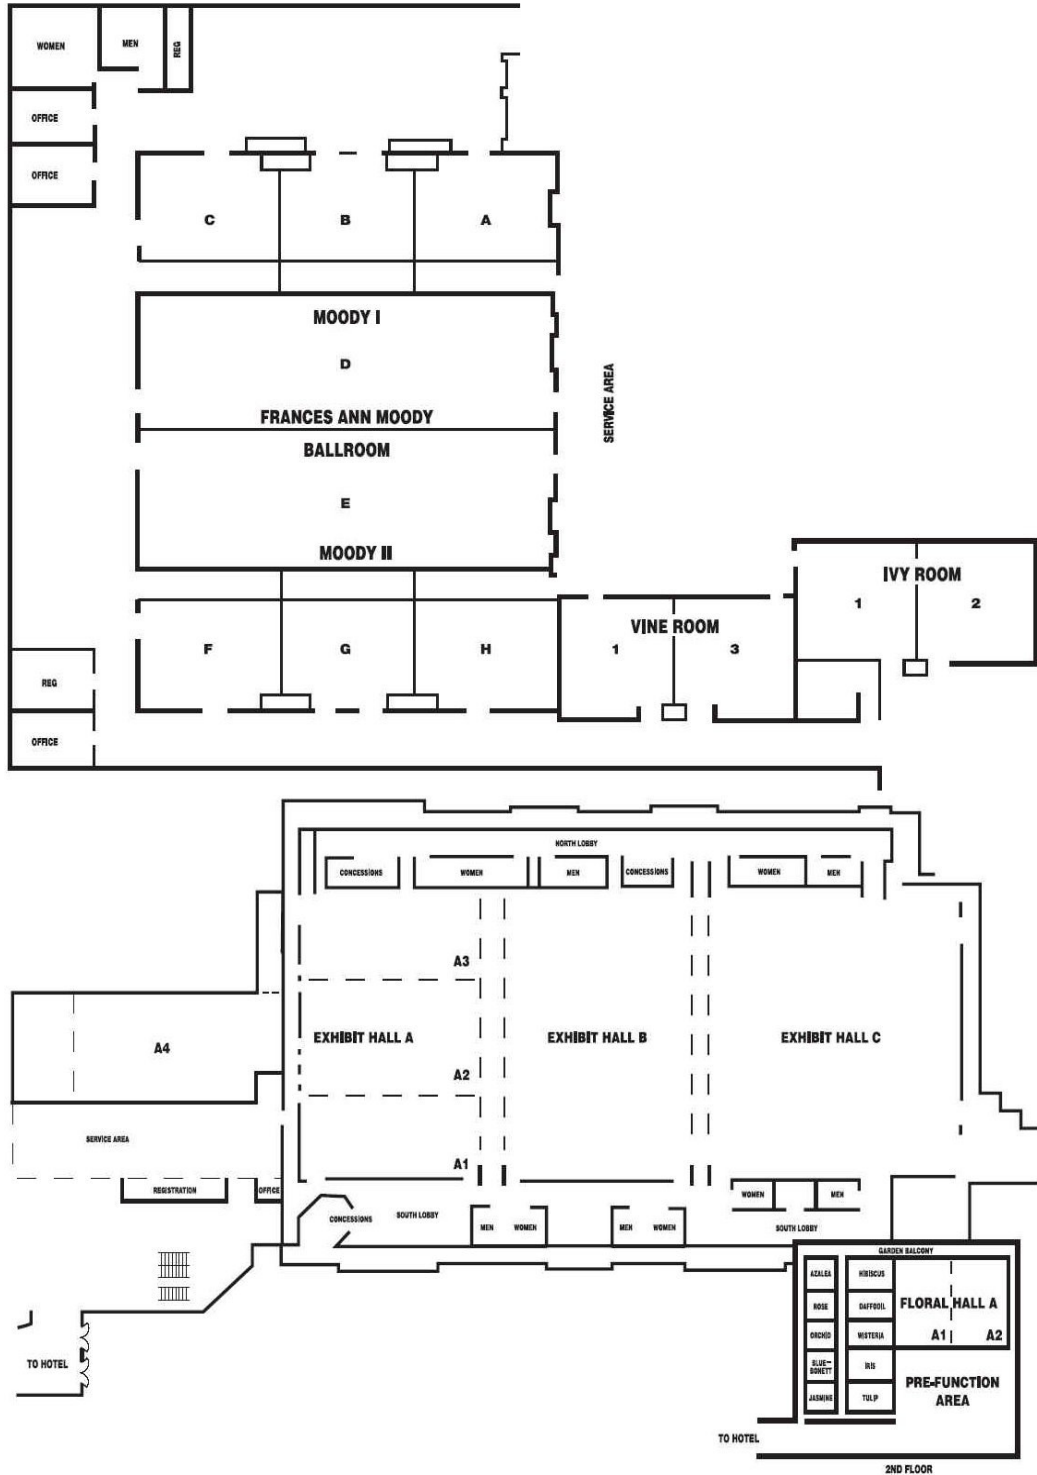 WOMEN
MEN
REG
OFFICE
OFFICE
C
B
A
MOODY I
D
SERVICE AREA
FRANCES ANN MOODY
BALLROOM
E
MOODY II
IVY ROOM
1
2
VINE ROOM
1
3
F
G
H
REG
OFFICE
NORTH LOBBY
CONCESSIONS
WOMEN
MEN
CONCESSIONS
WOMEN
MEN
A3
EXHIBIT HALL A
EXHIBIT HALL B
EXHIBIT HALL C
A4
A2
SERVICE AREA
A1
REGISTRATION
OFFICE
CONCESSIONS
SOUTH LOBBY
MEN
WOMEN
MEN
WOMEN
WOMEN
MEN
SOUTH LOBBY
GARDEN BALCONY
AZALEA
HIBISCUS
ROSE
DAFFODIL
FLORAL HALL A
ORCHID
WISTERIA
A1
A2
BLUE-
BONETT
IRIS
PRE-FUNCTION
AREA
JASMINE
TULIP
TO HOTEL
TO HOTEL
2ND FLOOR